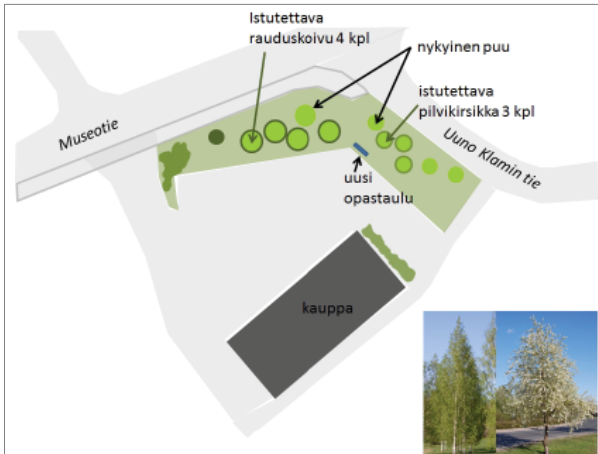 Istutettava
rauduskoivu 4 kpl
nykyinen puu
istutettava
pilvikirsikka 3 kpl
Museotie
Uuno Klamin tie
uusi
opastaulu
kauppa